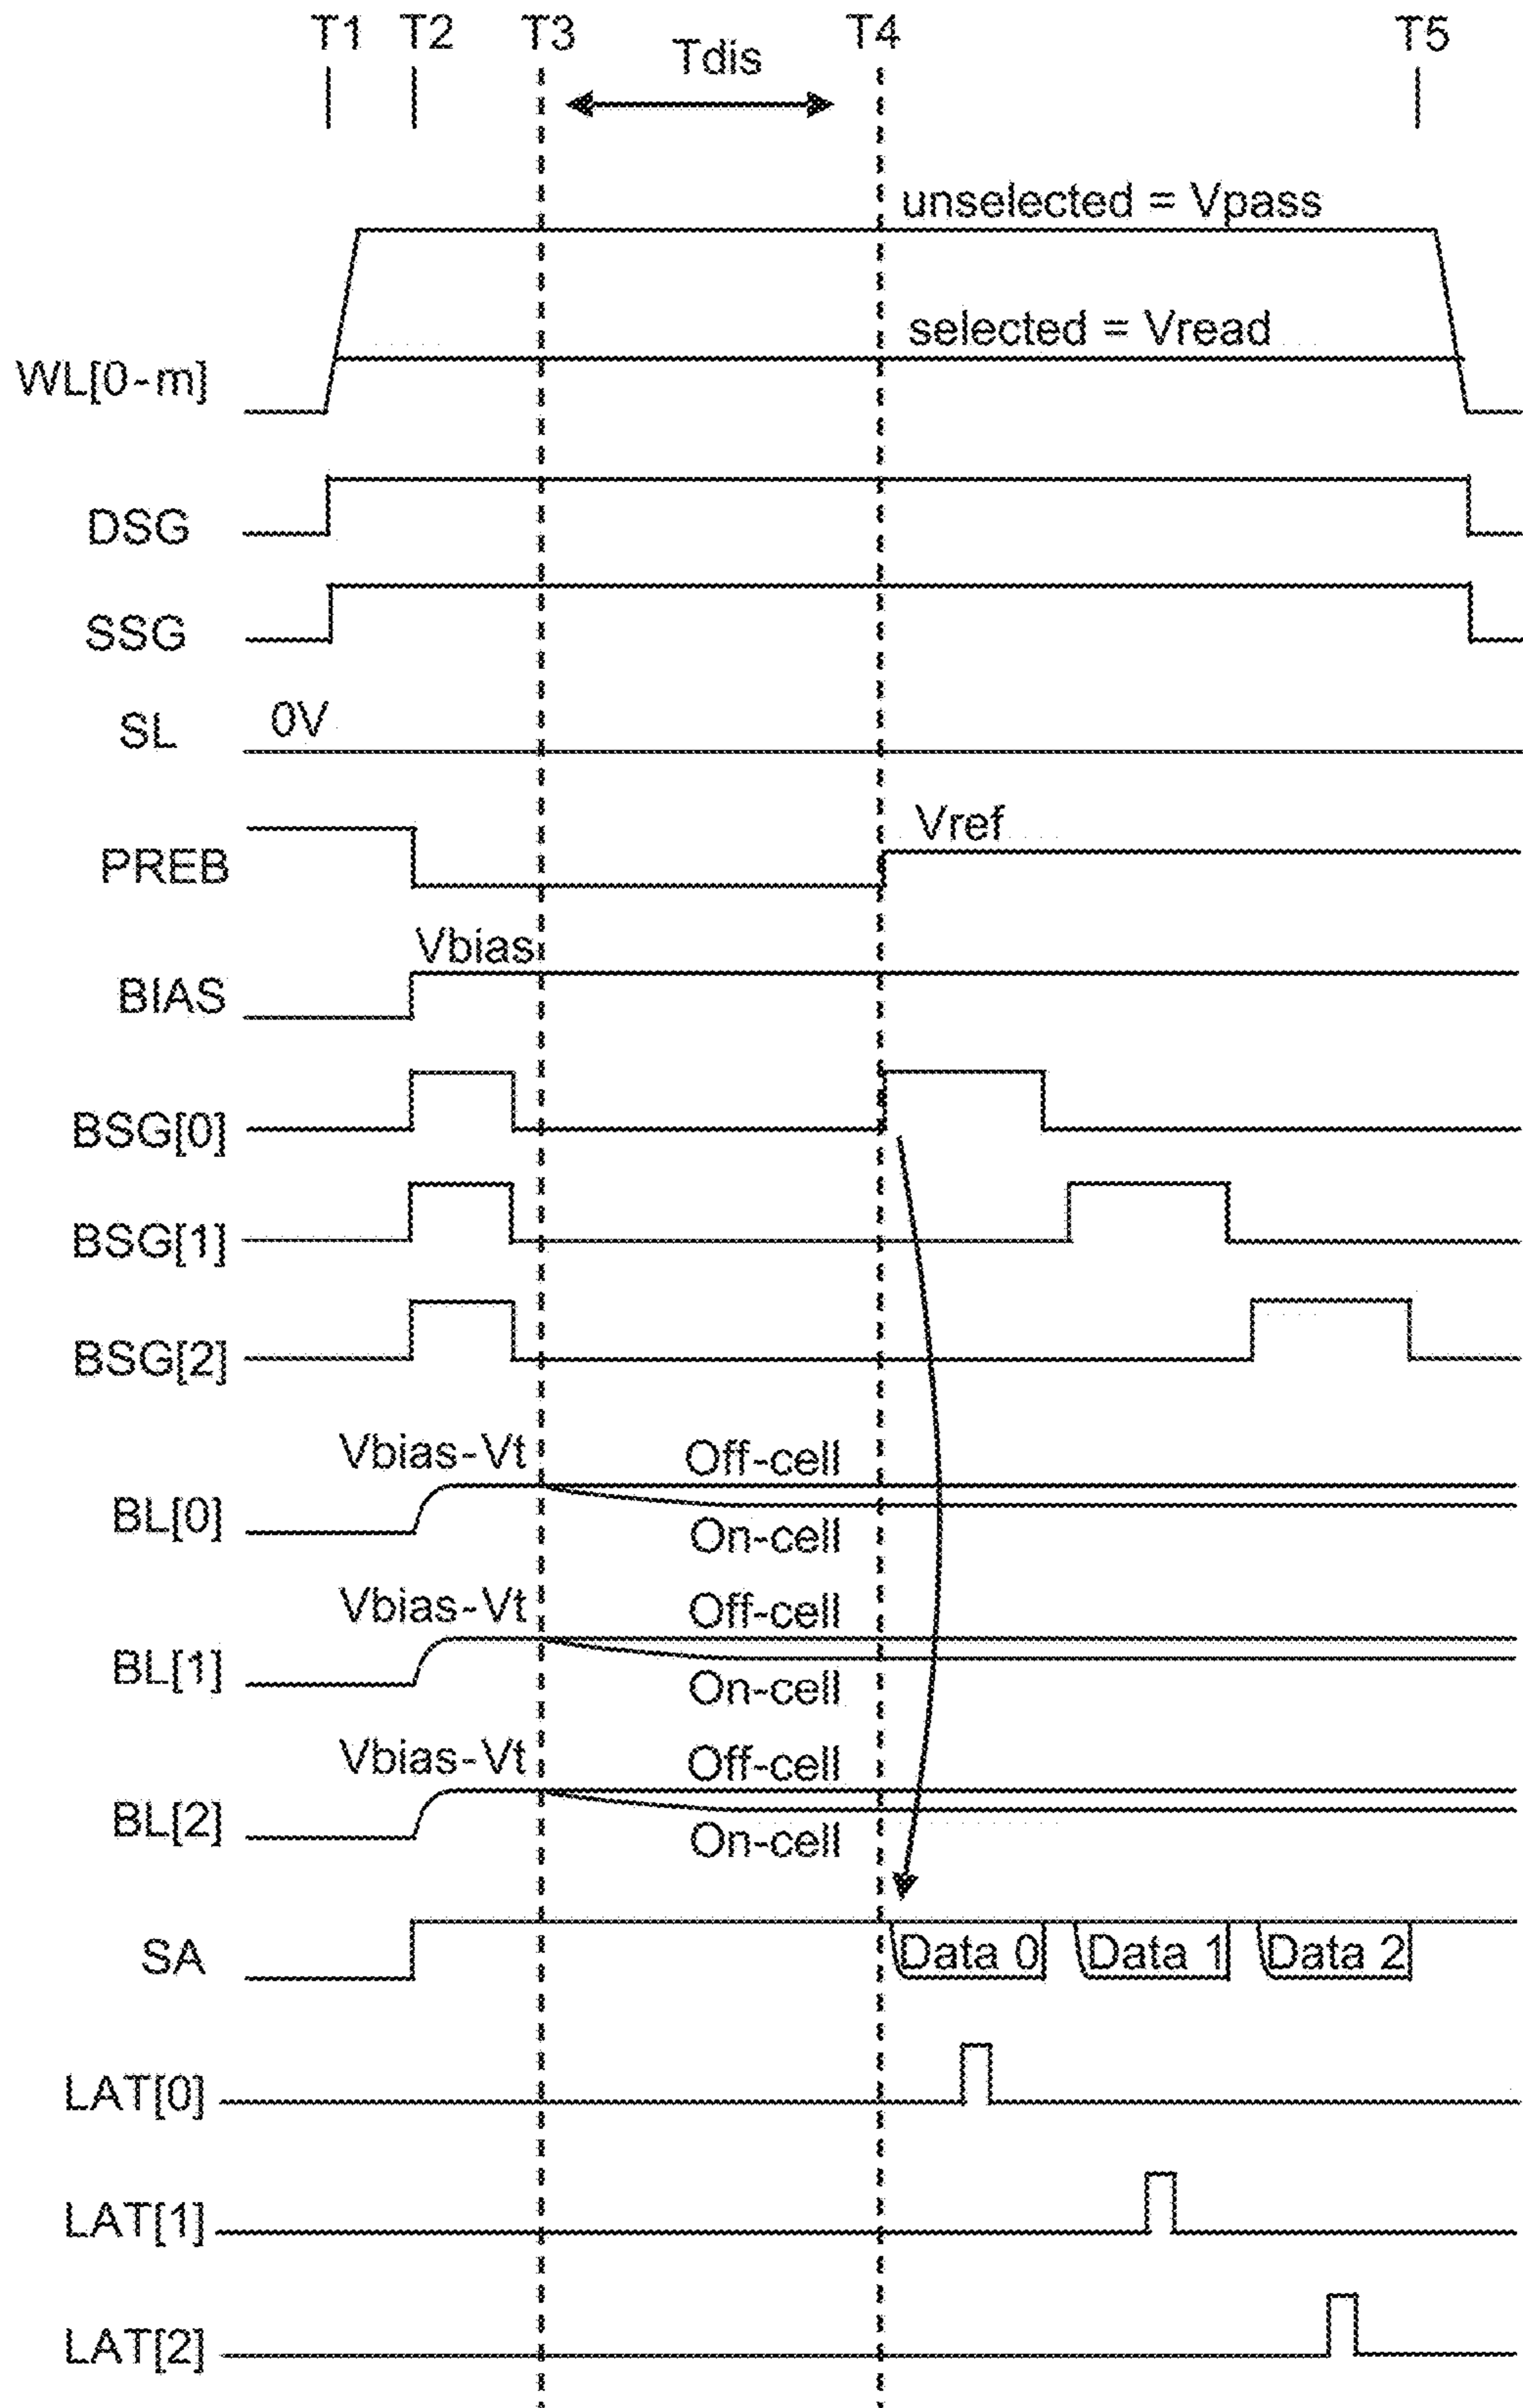 T1 T2 T3 T4 T5
Tdis
unselected = Vpass
selected = Vread
WL[0-m]
DSG
SSG
SL 0V
Vref
PREB
Vbias
BIAS
BSG[0]
BSG[1]
BSG[2]
Vbias-Vt Off-cell
BL[0]
On-cell
Vbias-Vt Off-cell
BL[1]
On-cell
Vbias-Vt Off-cell
BL[2]
On-cell
SA Data 0 Data 1 Data 2
LAT[0]
LAT[1]
LAT[2]